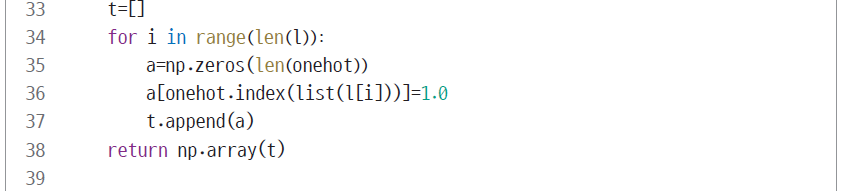 33 t=[]
34 for i in range(len(l)):
35 a=np.zeros(len(onehot))
36 a[onehot.index(list(l[i]))]=1.0
37 t.append(a)
38 return np.array(t)
39